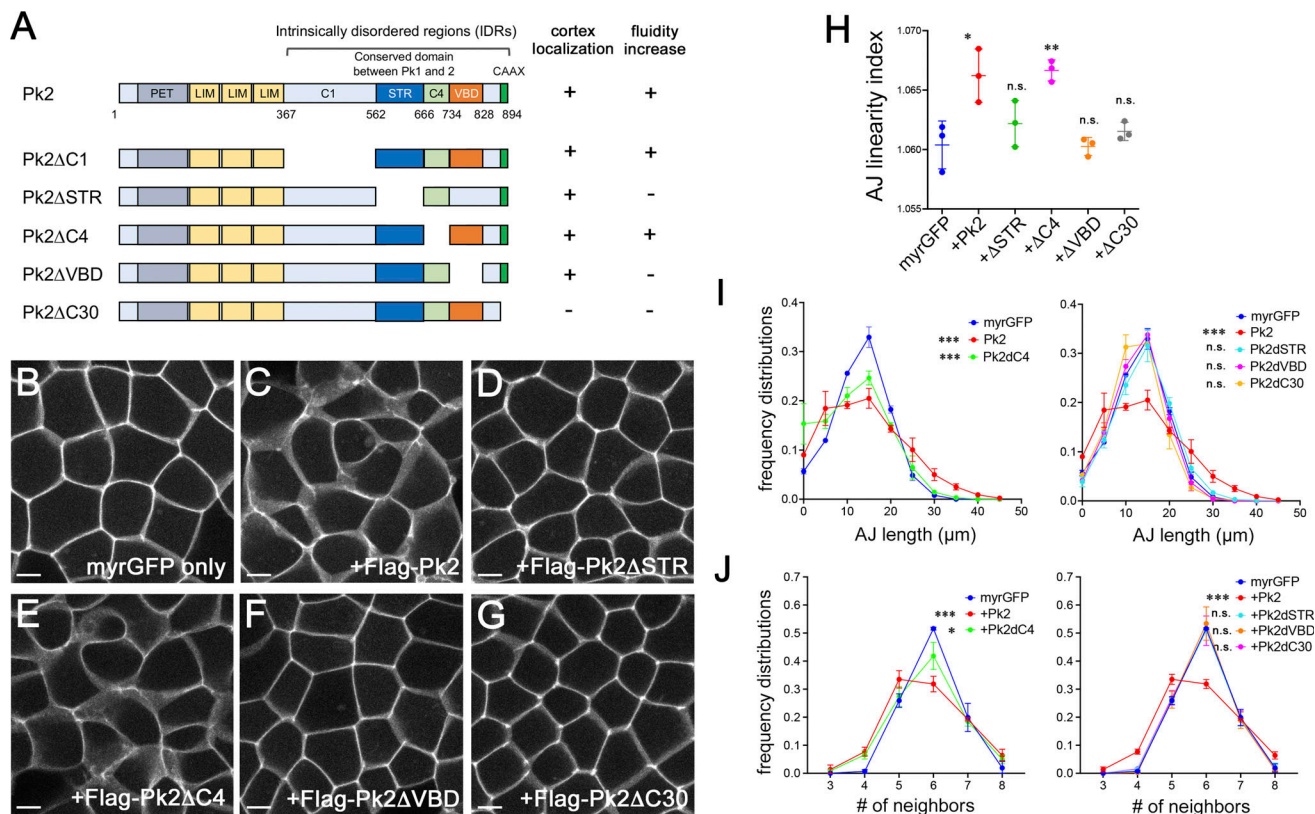 A
Intrinsically disordered regions (IDRs)
cortex
localization
fluidity
increase
Conserved domain
between Pk1 and 2
CAAX
Pk2
PET LIM LIM LIM C1 STR C4 VBD
+ +
1 367 562 666 734 828 894
Pk2ΔC1 + +
Pk2ΔSTR + -
Pk2ΔC4 + +
Pk2ΔVBD + -
Pk2ΔC30 - -
B
myrGFP only
C
+Flag-Pk2
D
+Flag-Pk2ΔSTR
E
+Flag-Pk2ΔC4
F
+Flag-Pk2ΔVBD
G
+Flag-Pk2ΔC30
H
AJ linearity index
1.070
1.065
1.060
1.055
* n.s. ** n.s. n.s.
myrGFP
+Pk2
+ΔSTR
+ΔC4
+ΔVBD
+ΔC30
I
frequency distributions
0.4
0.3
0.2
0.1
0.0
0 10 20 30 40 50
AJ length (µm)
myrGFP
*** Pk2
*** Pk2dC4
0.4
0.3
0.2
0.1
0.0
0 10 20 30 40 50
AJ length (µm)
myrGFP
*** Pk2
n.s. Pk2dSTR
n.s. Pk2dVBD
n.s. Pk2dC30
J
frequency distributions
0.7
0.6
0.5
0.4
0.3
0.2
0.1
0.0
3 4 5 6 7 8
# of neighbors
myrGFP
*** +Pk2
* +Pk2dC4
0.7
0.6
0.5
0.4
0.3
0.2
0.1
0.0
3 4 5 6 7 8
# of neighbors
myrGFP
*** +Pk2
n.s. +Pk2dSTR
n.s. +Pk2dVBD
n.s. +Pk2dC30